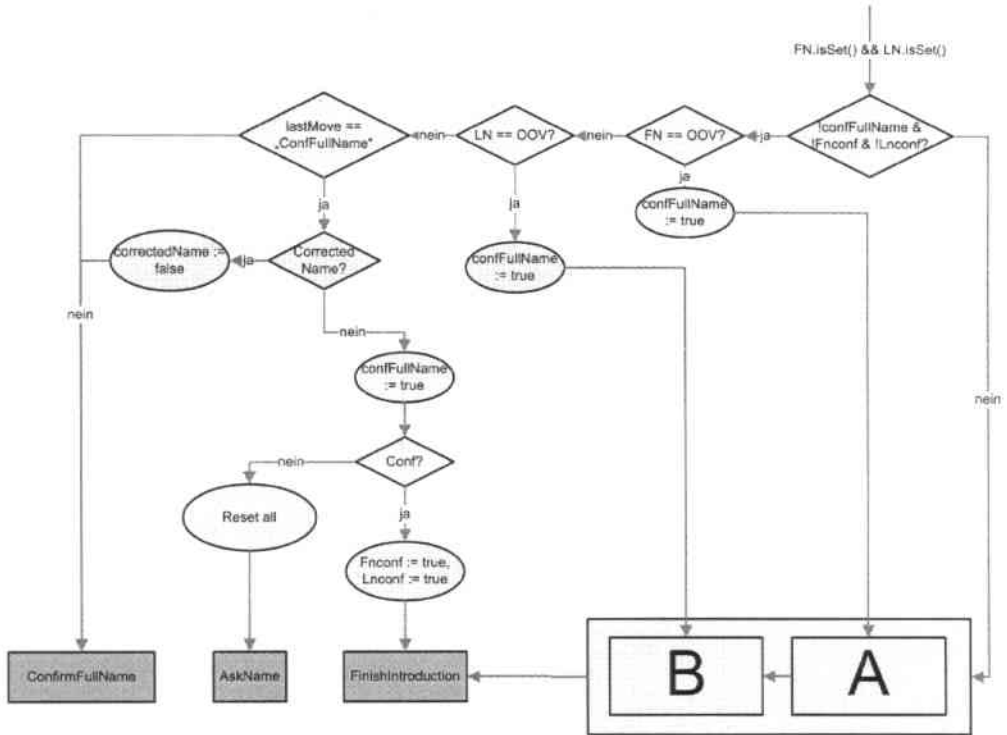 FN.isSet() && LN.isSet()
!confFullName &
!Fnconf & !Lnconf?
ja
FN == OOV?
nein
LN == OOV?
nein
lastMove ==
„ConfFullName"
ja
confFullName
:= true
ja
confFullName
:= true
ja
Corrected
Name?
ja
correctedName :=
false
nein
nein
confFullName
:= true
nein
Conf?
nein
Reset all
ja
Fnconf := true,
Lnconf := true
ConfirmFullName
AskName
FinishIntroduction
B
A